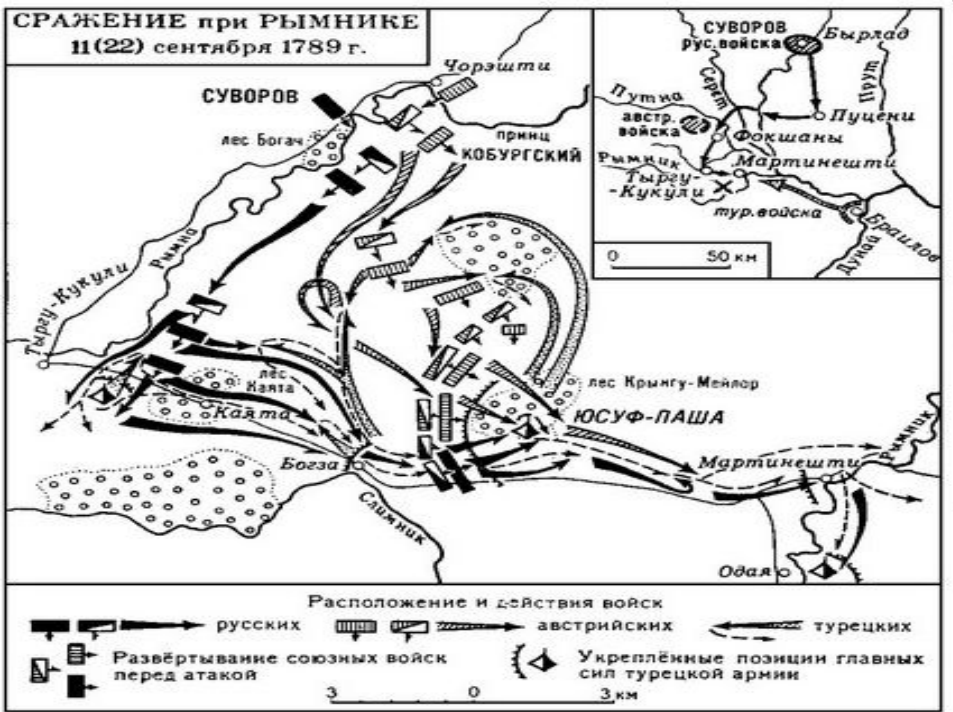 СРАЖЕНИЕ при РЫМНИКЕ
11(22) сентября 1789 г.
СУВОРОВ
рус. войска
Бырлад
Прут
Серет
Путна
австр.
войска
Пуцени
Фокшаны
Рымник
Мартинешти
Тыргу-
-Кукули
тур. войска
Браилов
Дунай
0 50 км
Чорэшти
СУВОРОВ
лес Богач
принц
КОБУРГСКИЙ
Рымна
Тыргу-Кукули
лес
Каята
Каята
лес Крынгу-Мейлор
ЮСУФ-ПАША
Богза
Мартинешти
Рымник
Слимник
Одая
Расположение и действия войск
русских
австрийских
турецких
Развёртывание союзных войск
перед атакой
Укреплённые позиции главных
сил турецкой армии
3 0 3 км